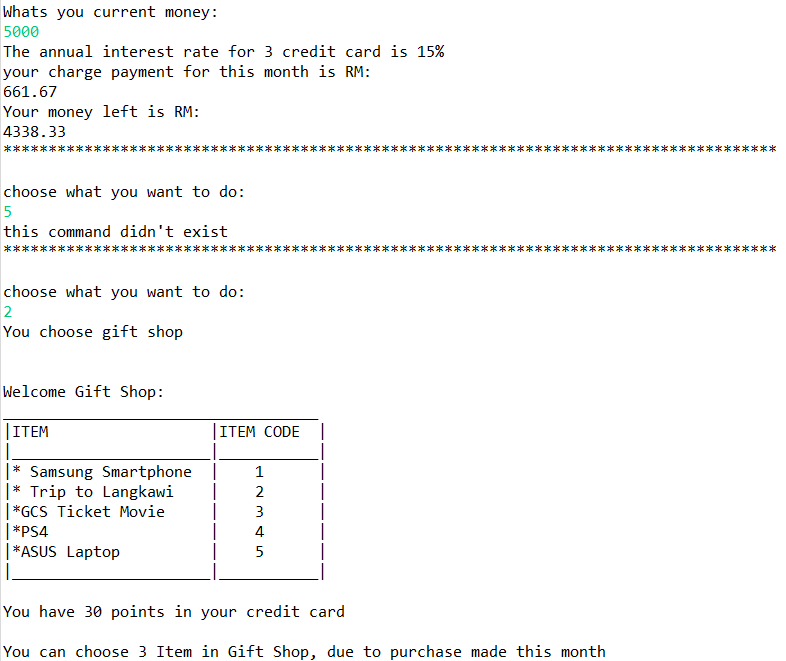 Whats you current money:
5000
The annual interest rate for 3 credit card is 15%
your charge payment for this month is RM:
661.67
Your money left is RM:
4338.33
**************************************************************************************
choose what you want to do:
5
this command didn't exist
**************************************************************************************
choose what you want to do:
2
You choose gift shop
Welcome Gift Shop:
___________________________________
|ITEM                  |ITEM CODE  |
|______________________|___________|
|* Samsung Smartphone  |    1      |
|* Trip to Langkawi    |    2      |
|*GCS Ticket Movie     |    3      |
|*PS4                  |    4      |
|*ASUS Laptop          |    5      |
|______________________|___________|
You have 30 points in your credit card
You can choose 3 Item in Gift Shop, due to purchase made this month